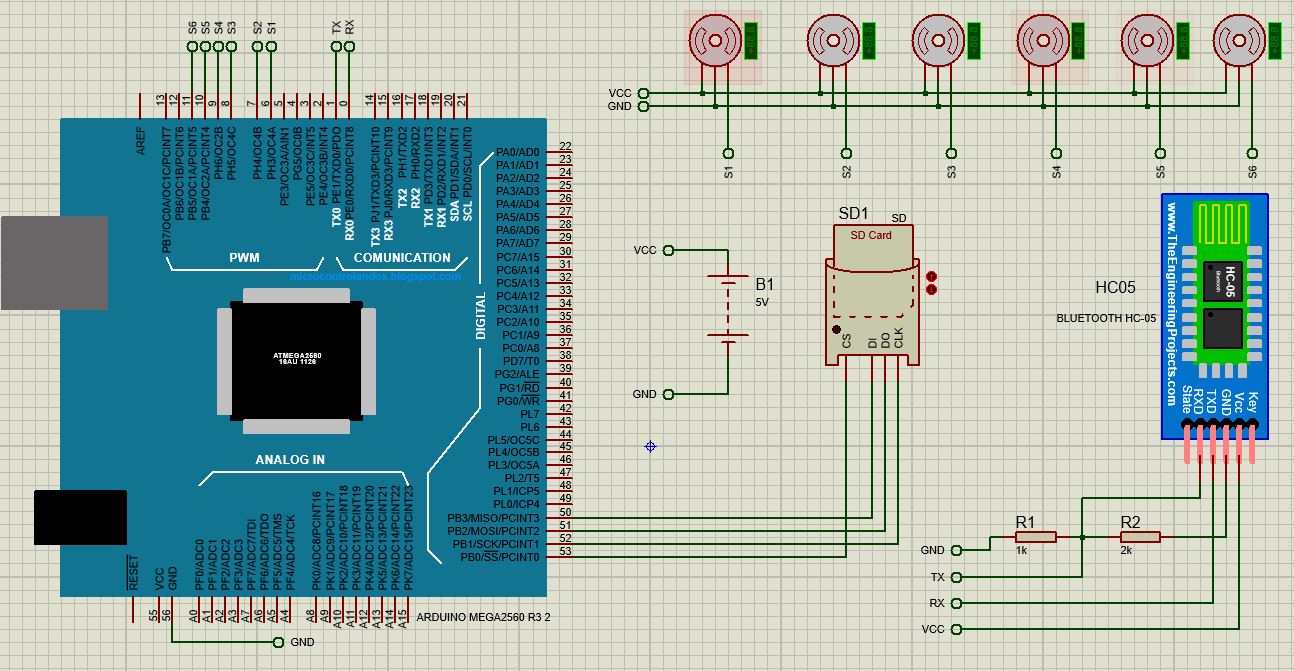 S6
S5
S4
S3
S2
S1
TX
RX
13
12
11
10
9
8
7
6
5
4
3
2
1
0
14
15
16
17
18
19
20
21
AREF
PB7/OC0A/OC1C/PCINT7
PB6/OC1B/PCINT6
PB5/OC1A/PCINT5
PB4/OC2A/PCINT4
PH6/OC2B
PH5/OC4C
PH4/OC4B
PH3/OC4A
PE3/OC3A/AIN1
PG5/OC0B
PE5/OC3C/INT5
PE4/OC3B/INT4
PE1/TXD0/PDO
PE0/RXD0/PCINT8
PJ1/TXD3/PCINT10
PJ0/RXD3/PCINT9
PH1/TXD2
PH0/RXD2
PD3/TXD1/INT3
PD2/RXD1/INT2
PD1/SDA/INT1
PD0/SCL/INT0
TX0
RX0
TX3
RX3
TX2
RX2
TX1
RX1
SDA
SCL
PWM
COMUNICATION
microcontrolandos.blogspot.com
DIGITAL
ATMEGA2560
16AU 1126
ANALOG IN
PA0/AD0 22
PA1/AD1 23
PA2/AD2 24
PA3/AD3 25
PA4/AD4 26
PA5/AD5 27
PA6/AD6 28
PA7/AD7 29
PC7/A15 30
PC6/A14 31
PC5/A13 32
PC4/A12 33
PC3/A11 34
PC2/A10 35
PC1/A9 36
PC0/A8 37
PD7/T0 38
PG2/ALE 39
PG1/RD 40
PG0/WR 41
PL7 42
PL6 43
PL5/OC5C 44
PL4/OC5B 45
PL3/OC5A 46
PL2/T5 47
PL1/ICP5 48
PL0/ICP4 49
PB3/MISO/PCINT3 50
PB2/MOSI/PCINT2 51
PB1/SCK/PCINT1 52
PB0/SS/PCINT0 53
RESET
VCC
GND
PF0/ADC0
PF1/ADC1
PF2/ADC2
PF3/ADC3
PF7/ADC7/TDI
PF6/ADC6/TDO
PF5/ADC5/TMS
PF4/ADC4/TCK
PK0/ADC8/PCINT16
PK1/ADC9/PCINT17
PK2/ADC10/PCINT18
PK3/ADC11/PCINT19
PK4/ADC12/PCINT20
PK5/ADC13/PCINT21
PK6/ADC14/PCINT22
PK7/ADC15/PCINT23
55
56
A0
A1
A2
A3
A7
A6
A5
A4
A8
A9
A10
A11
A12
A13
A14
A15
ARDUINO MEGA2560 R3 2
GND
VCC
GND
S1
S2
S3
S4
S5
S6
VCC
B1
5V
GND
SD1
SD
SD Card
CS
DI
DO
CLK
HC05
BLUETOOTH HC-05
www.TheEngineeringProjects.com
HC-05
Bluetooth
State
RXD
TXD
GND
Vcc
Key
R1
1k
R2
2k
GND
TX
RX
VCC